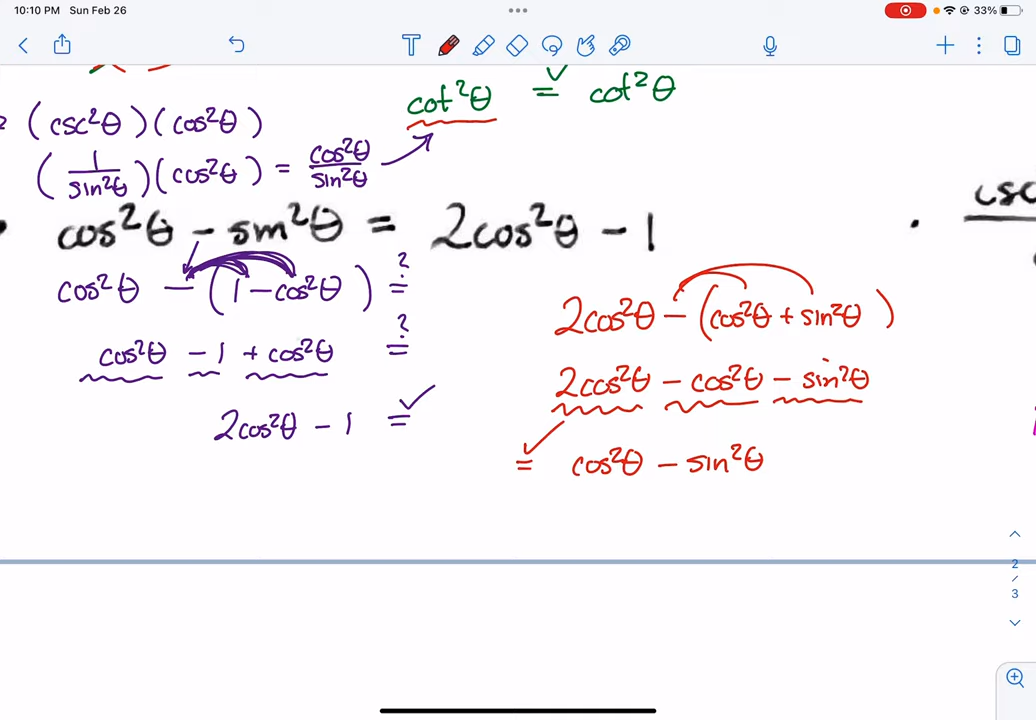 10:10 PM Sun Feb 26
33%
cot²θ = cot²θ
(csc²θ)(cos²θ)
(1/sin²θ)(cos²θ) = cos²θ/sin²θ
cos²θ - sin²θ = 2cos²θ - 1
csc
cos²θ - (1 - cos²θ) ?=
cos²θ - 1 + cos²θ ?=
2cos²θ - 1 =
2cos²θ - (cos²θ + sin²θ)
2cos²θ - cos²θ - sin²θ
= cos²θ - sin²θ
2
/
3